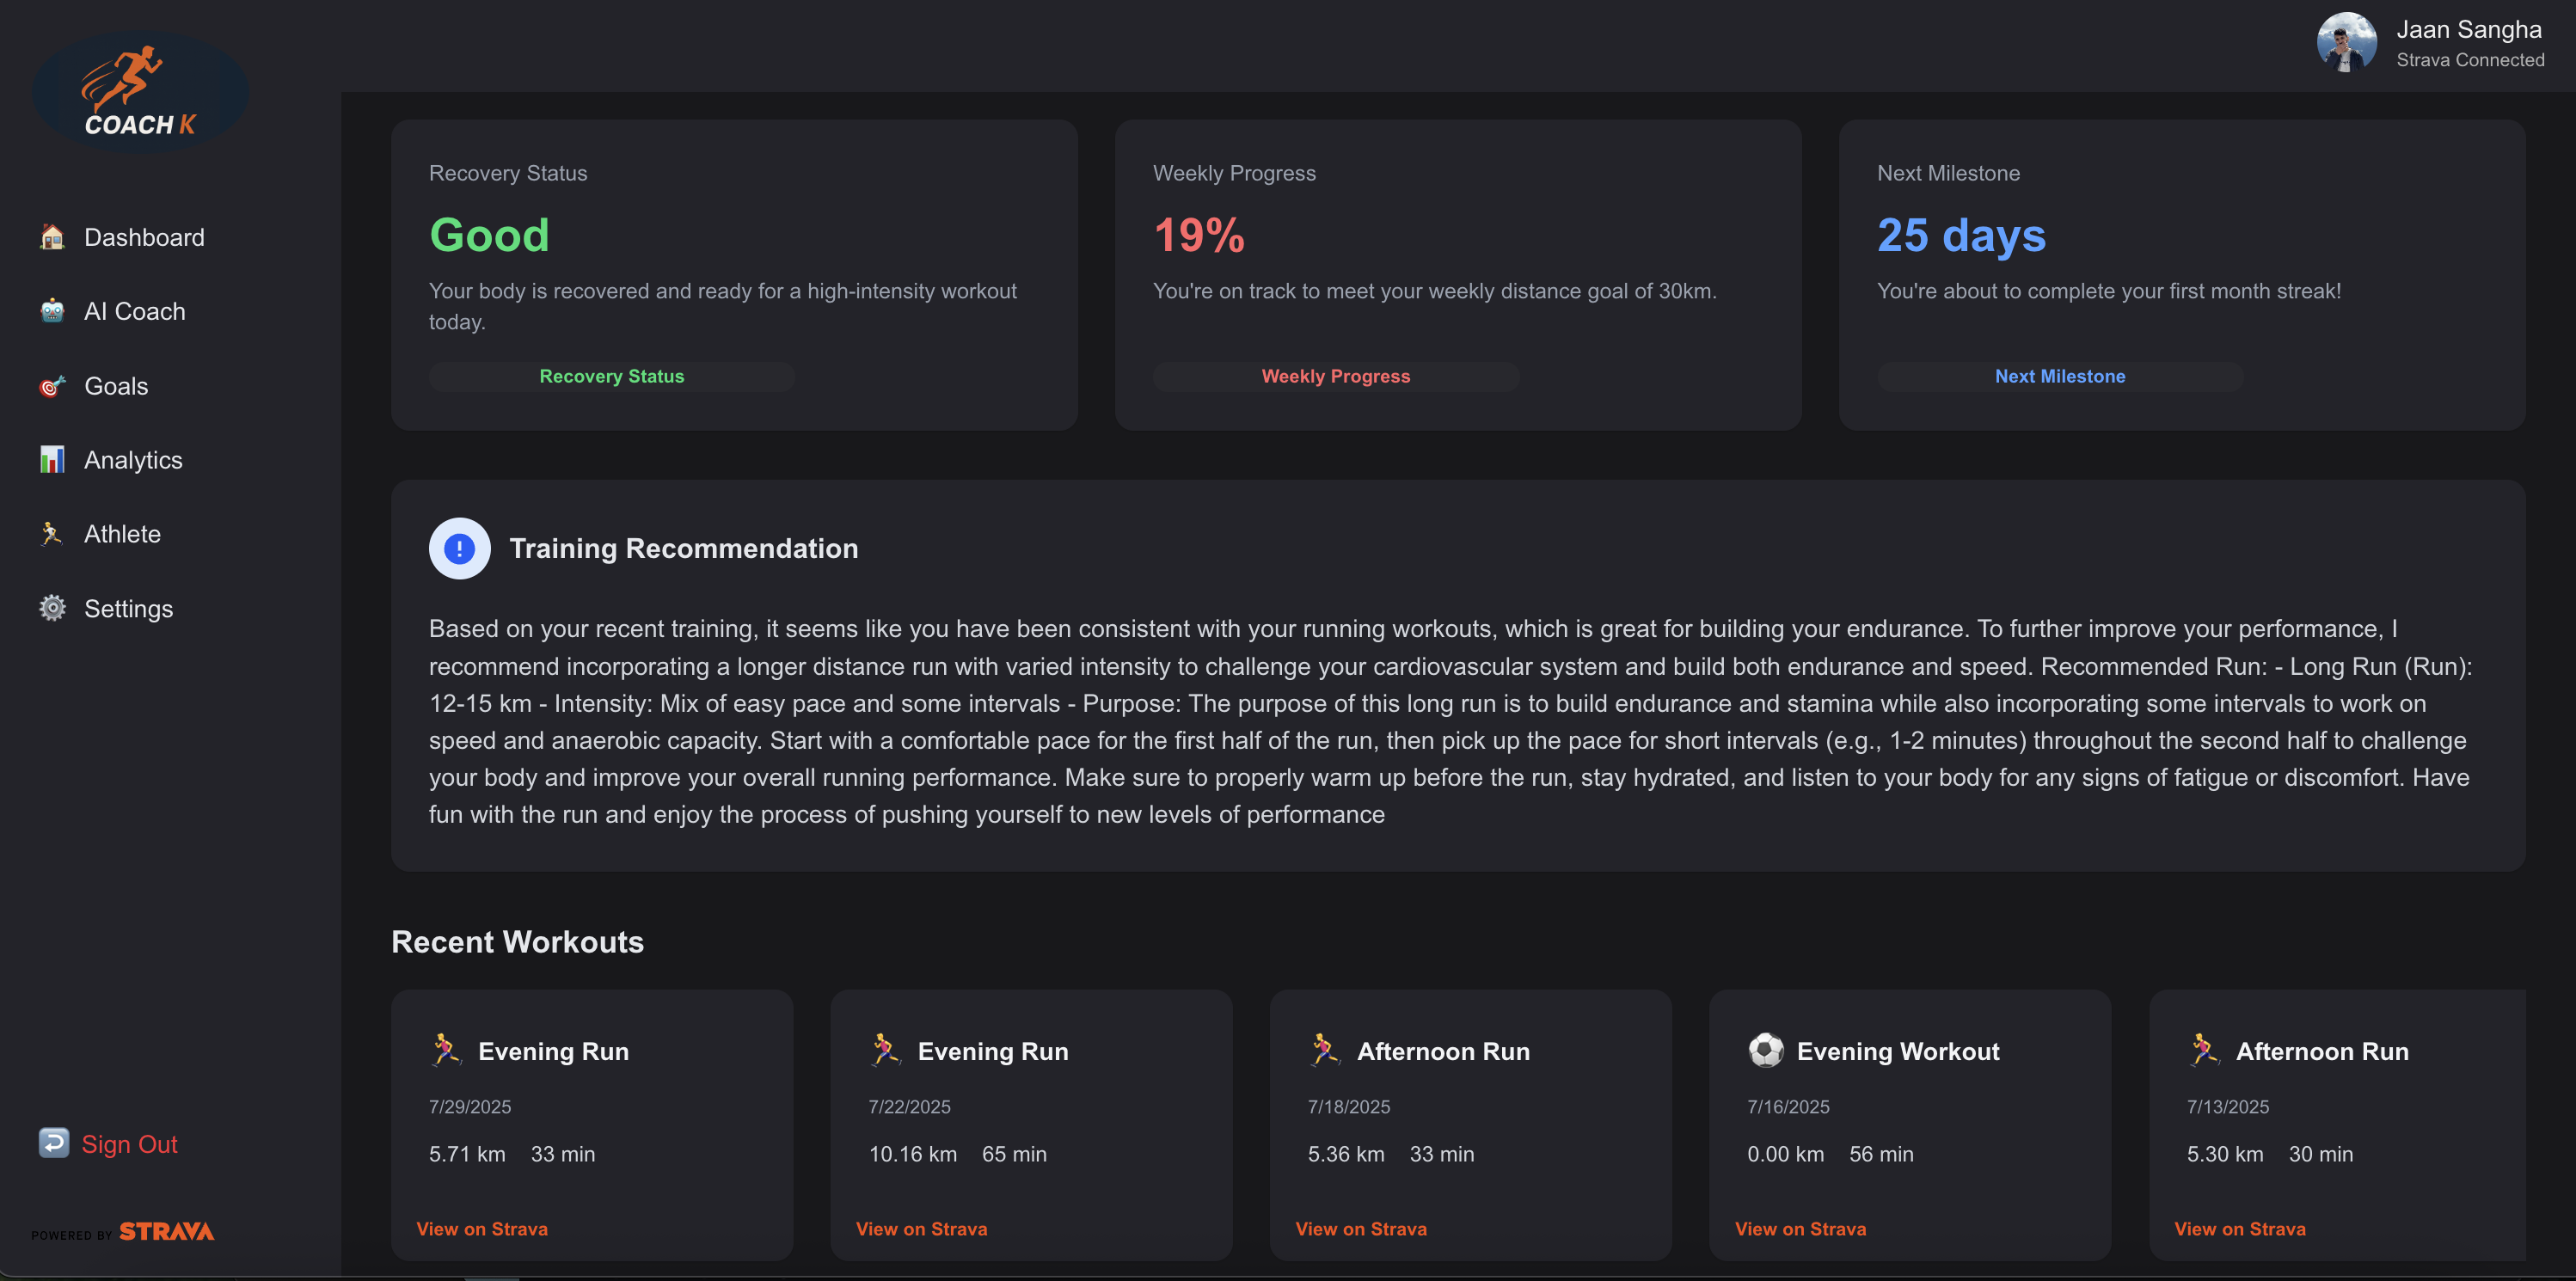 COACH K
Jaan Sangha
Strava Connected
Dashboard
AI Coach
Goals
Analytics
Athlete
Settings
Sign Out
POWERED BY STRAVA
Recovery Status
Good
Your body is recovered and ready for a high-intensity workout
today.
Recovery Status
Weekly Progress
19%
You're on track to meet your weekly distance goal of 30km.
Weekly Progress
Next Milestone
25 days
You're about to complete your first month streak!
Next Milestone
Training Recommendation
Based on your recent training, it seems like you have been consistent with your running workouts, which is great for building your endurance. To further improve your performance, I
recommend incorporating a longer distance run with varied intensity to challenge your cardiovascular system and build both endurance and speed. Recommended Run: - Long Run (Run):
12-15 km - Intensity: Mix of easy pace and some intervals - Purpose: The purpose of this long run is to build endurance and stamina while also incorporating some intervals to work on
speed and anaerobic capacity. Start with a comfortable pace for the first half of the run, then pick up the pace for short intervals (e.g., 1-2 minutes) throughout the second half to challenge
your body and improve your overall running performance. Make sure to properly warm up before the run, stay hydrated, and listen to your body for any signs of fatigue or discomfort. Have
fun with the run and enjoy the process of pushing yourself to new levels of performance
Recent Workouts
Evening Run
7/29/2025
5.71 km 33 min
View on Strava
Evening Run
7/22/2025
10.16 km 65 min
View on Strava
Afternoon Run
7/18/2025
5.36 km 33 min
View on Strava
Evening Workout
7/16/2025
0.00 km 56 min
View on Strava
Afternoon Run
7/13/2025
5.30 km 30 min
View on Strava